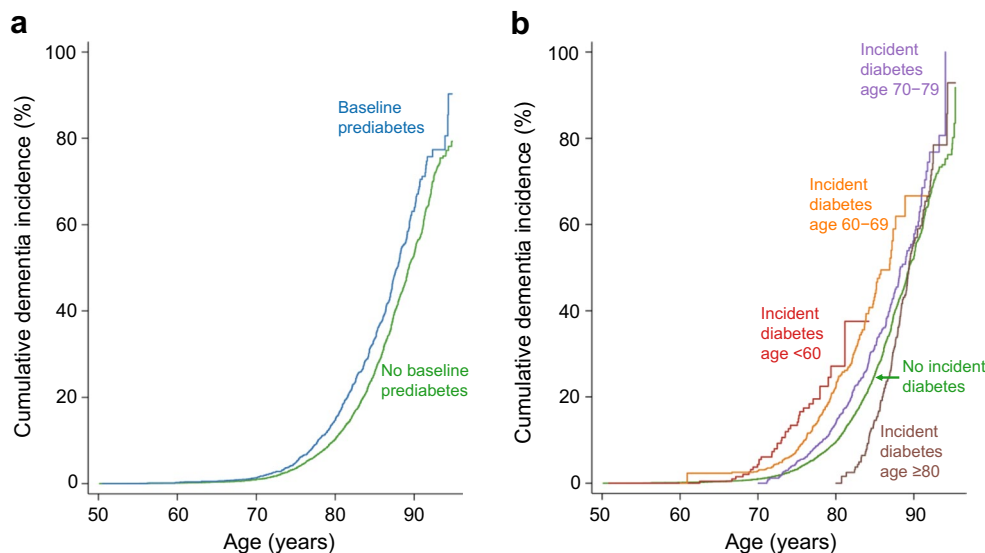 a
Cumulative dementia incidence (%)
100
80
60
40
20
0
50
60
70
80
90
Age (years)
Baseline
prediabetes
No baseline
prediabetes
b
Cumulative dementia incidence (%)
100
80
60
40
20
0
50
60
70
80
90
Age (years)
Incident
diabetes
age 70−79
Incident
diabetes
age 60−69
Incident
diabetes
age <60
No incident
diabetes
Incident
diabetes
age ≥80